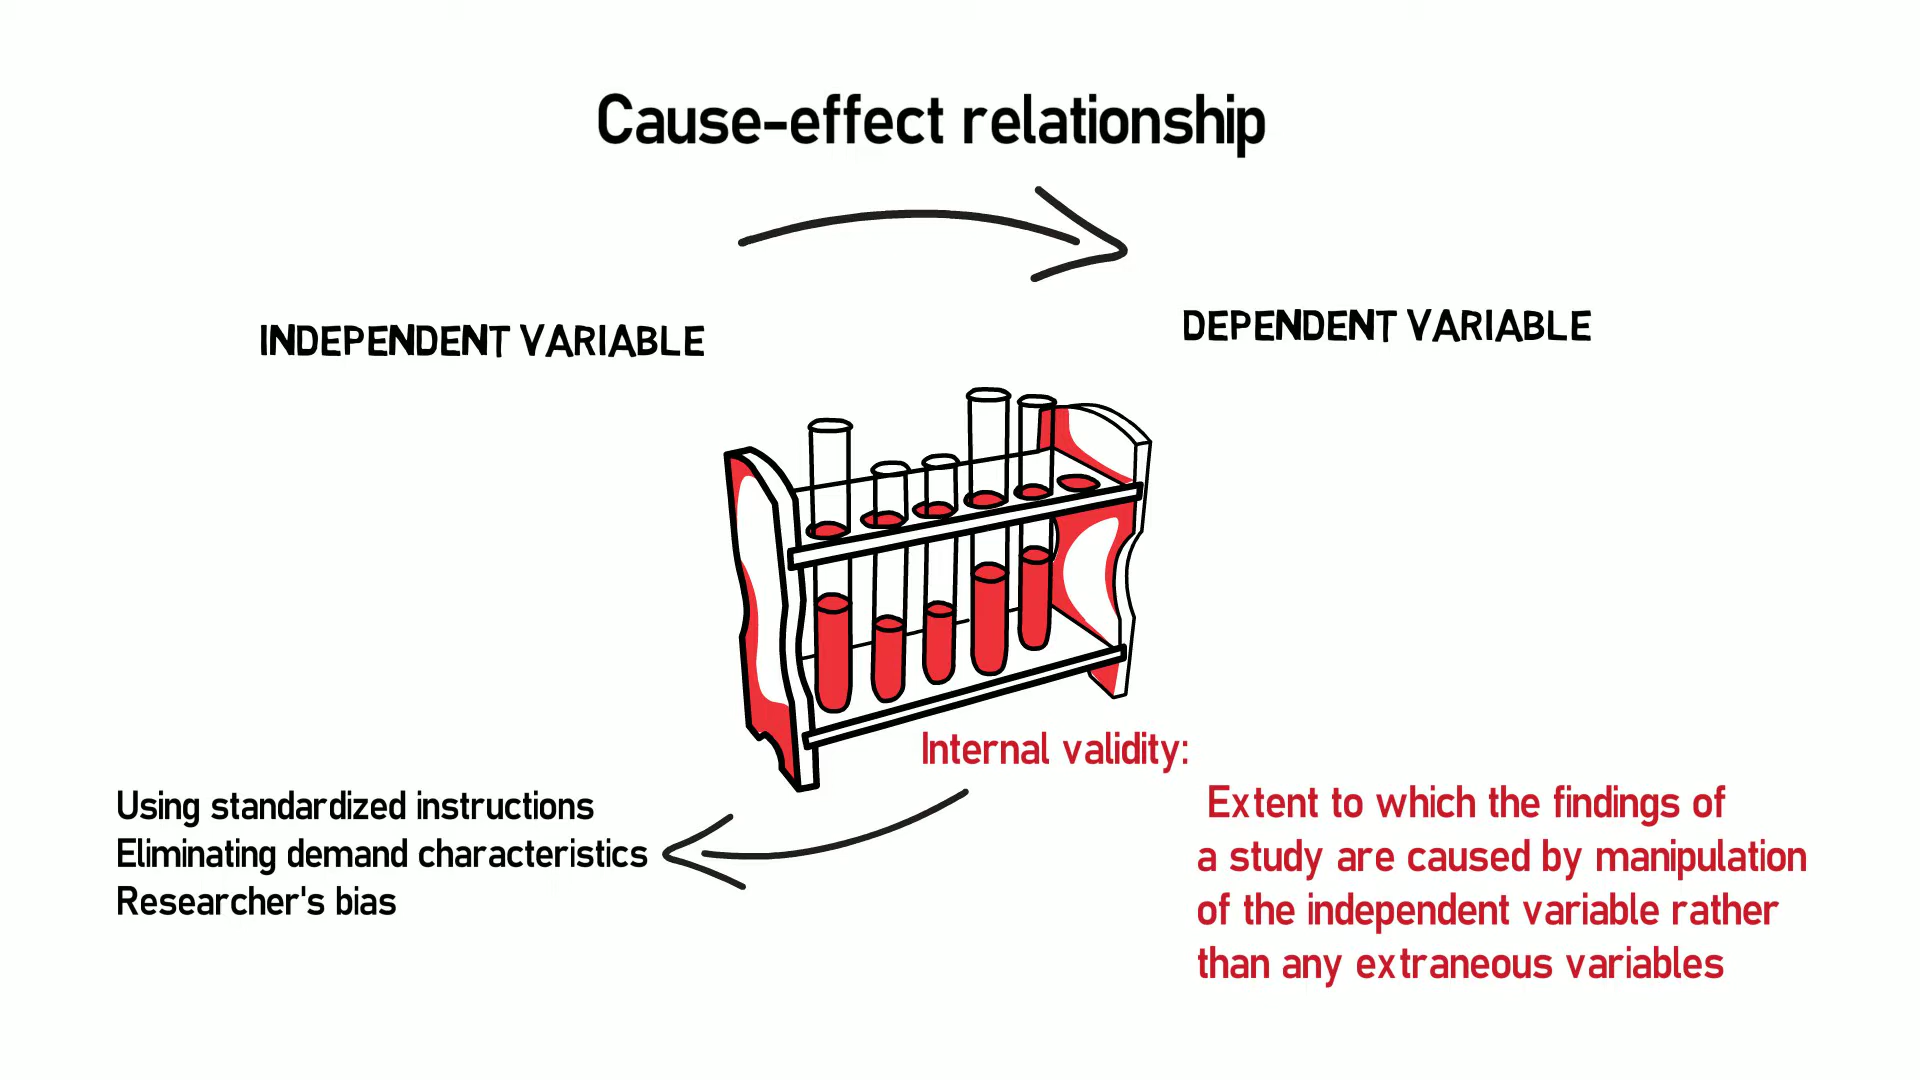 Cause-effect relationship
INDEPENDENT VARIABLE
DEPENDENT VARIABLE
Internal validity:
Extent to which the findings of
a study are caused by manipulation
of the independent variable rather
than any extraneous variables
Using standardized instructions
Eliminating demand characteristics
Researcher's bias